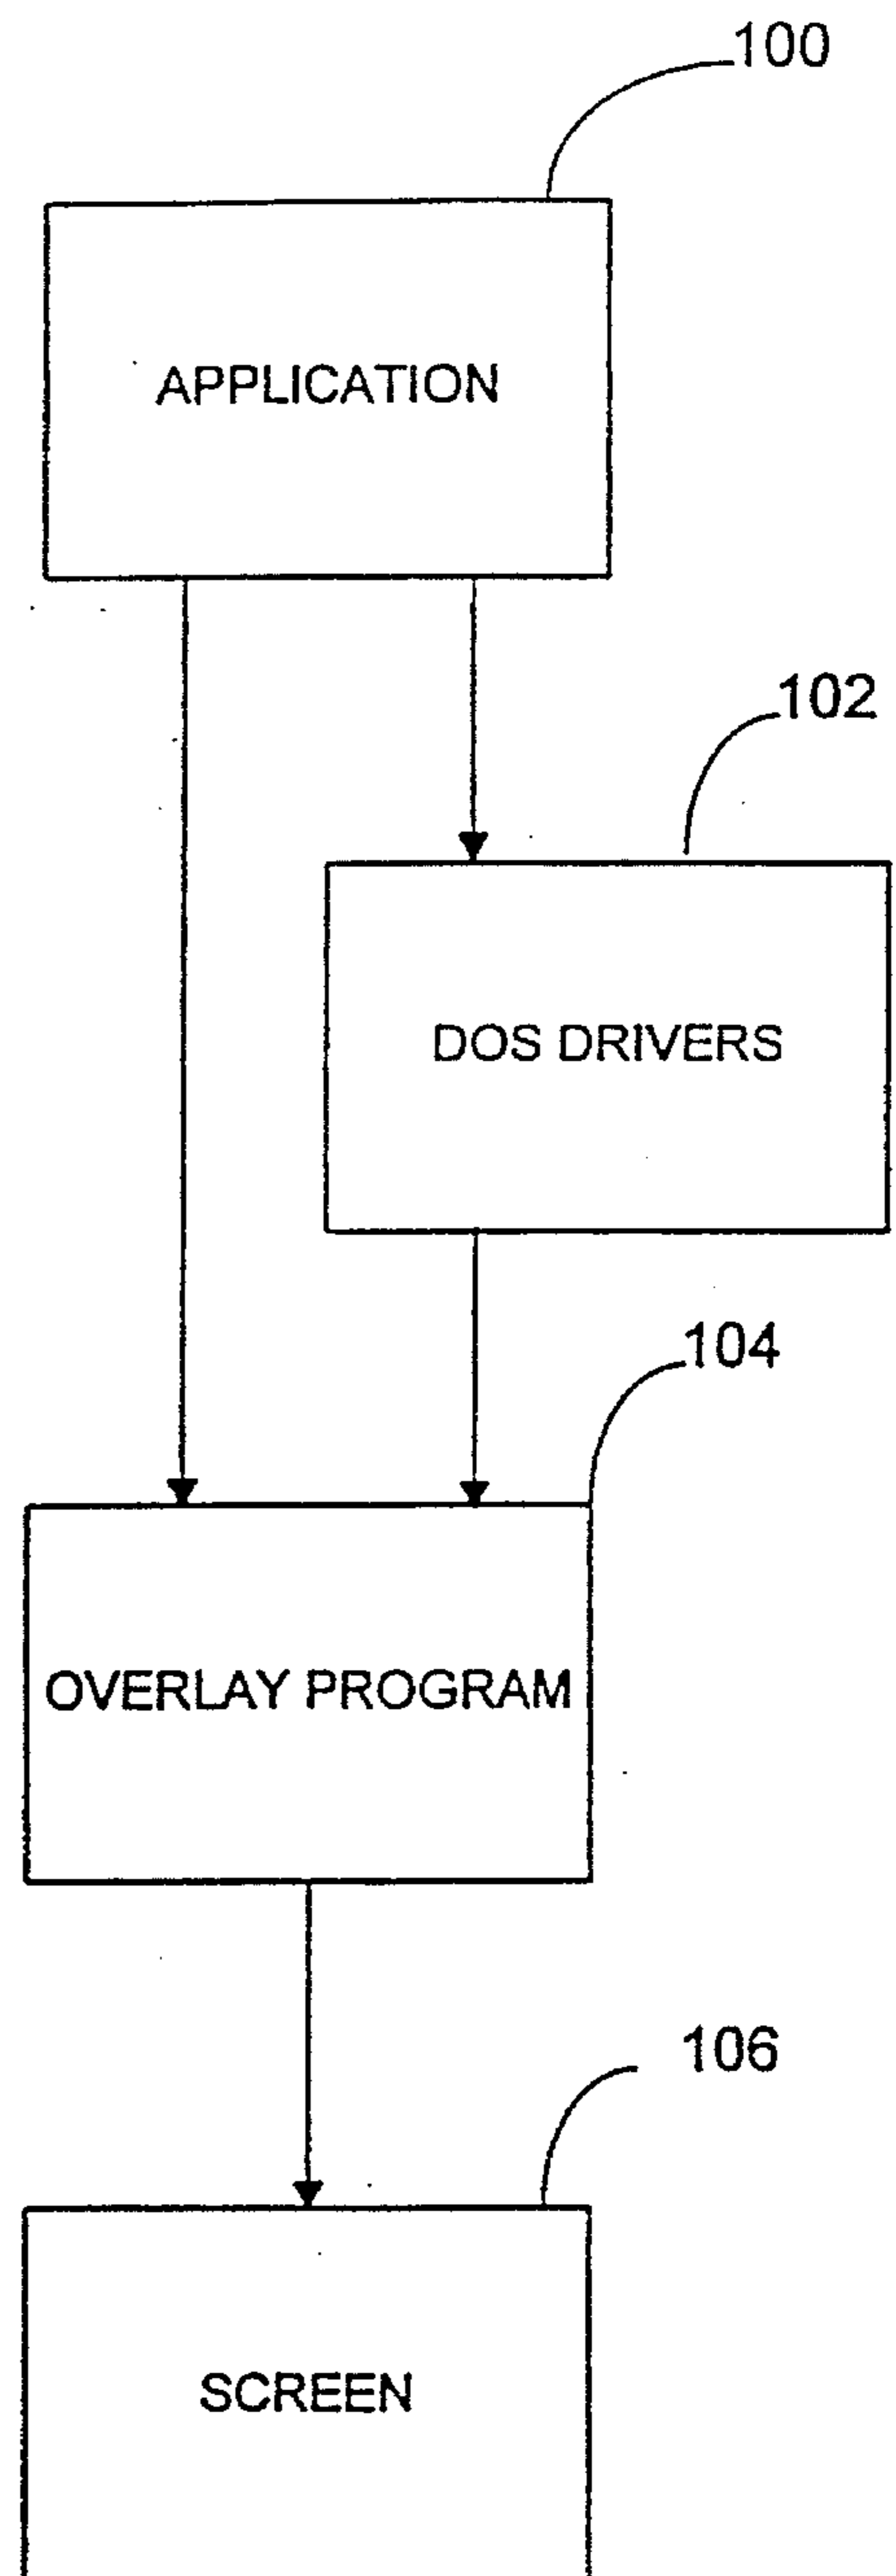 100
APPLICATION
102
DOS DRIVERS
104
OVERLAY PROGRAM
106
SCREEN